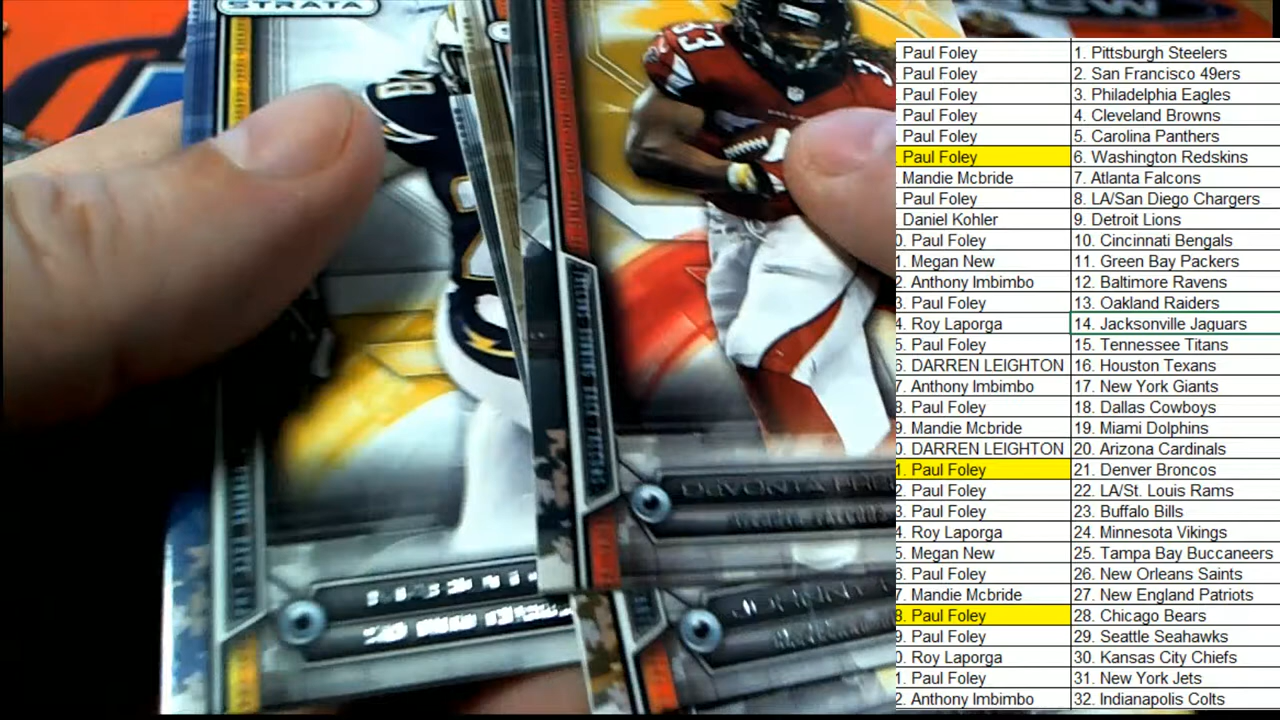 STRATA
33
Paul Foley 1. Pittsburgh Steelers
Paul Foley 2. San Francisco 49ers
Paul Foley 3. Philadelphia Eagles
Paul Foley 4. Cleveland Browns
Paul Foley 5. Carolina Panthers
Paul Foley 6. Washington Redskins
Mandie Mcbride 7. Atlanta Falcons
Paul Foley 8. LA/San Diego Chargers
Daniel Kohler 9. Detroit Lions
0. Paul Foley 10. Cincinnati Bengals
1. Megan New 11. Green Bay Packers
2. Anthony Imbimbo 12. Baltimore Ravens
3. Paul Foley 13. Oakland Raiders
4. Roy Laporga 14. Jacksonville Jaguars
5. Paul Foley 15. Tennessee Titans
6. DARREN LEIGHTON 16. Houston Texans
7. Anthony Imbimbo 17. New York Giants
8. Paul Foley 18. Dallas Cowboys
9. Mandie Mcbride 19. Miami Dolphins
0. DARREN LEIGHTON 20. Arizona Cardinals
1. Paul Foley 21. Denver Broncos
2. Paul Foley 22. LA/St. Louis Rams
3. Paul Foley 23. Buffalo Bills
4. Roy Laporga 24. Minnesota Vikings
5. Megan New 25. Tampa Bay Buccaneers
6. Paul Foley 26. New Orleans Saints
7. Mandie Mcbride 27. New England Patriots
8. Paul Foley 28. Chicago Bears
9. Paul Foley 29. Seattle Seahawks
0. Roy Laporga 30. Kansas City Chiefs
1. Paul Foley 31. New York Jets
2. Anthony Imbimbo 32. Indianapolis Colts
DEVONTA